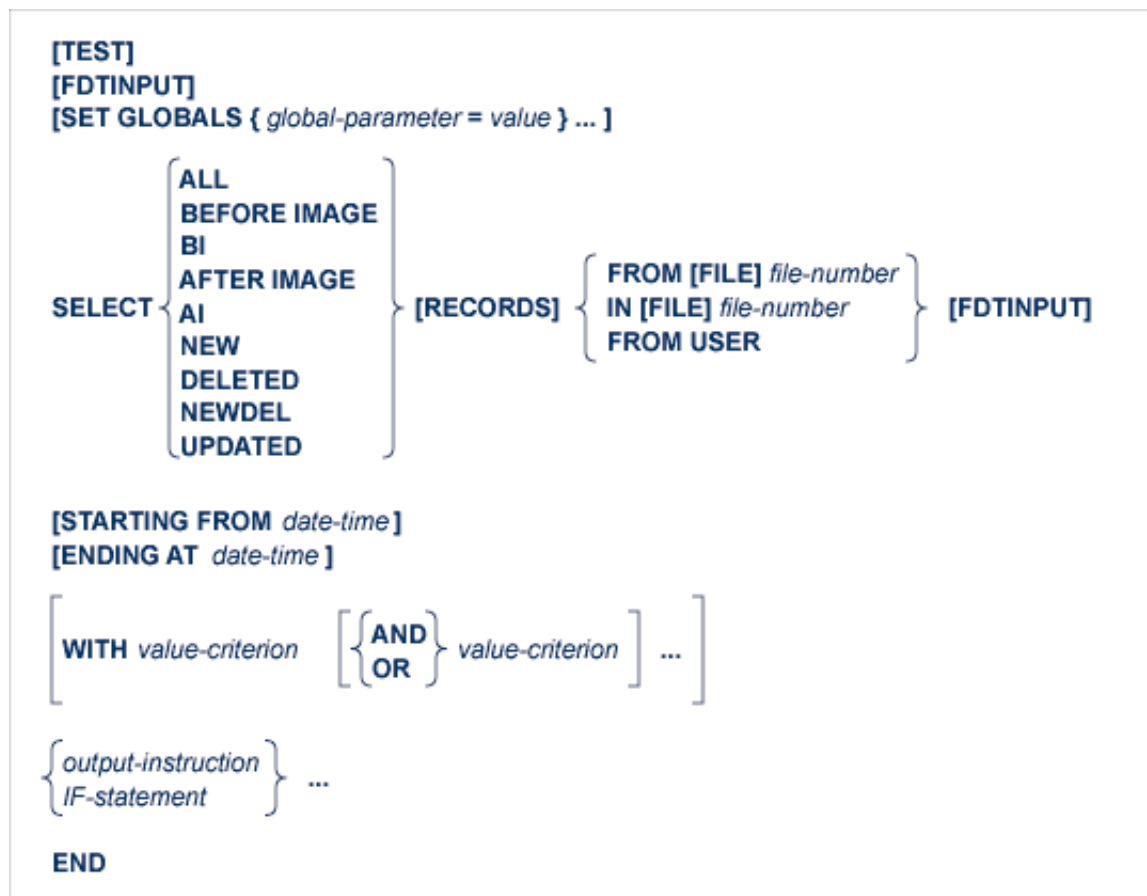 [TEST]
[FDTINPUT]
[SET GLOBALS { global-parameter = value } ... ]
ALL
BEFORE IMAGE
BI
AFTER IMAGE
SELECT { AI } [RECORDS] { FROM [FILE] file-number
IN [FILE] file-number
FROM USER } [FDTINPUT]
NEW
DELETED
NEWDEL
UPDATED
[STARTING FROM date-time ]
[ENDING AT date-time ]
[ WITH value-criterion [ { AND
OR } value-criterion ] ... ]
{ output-instruction
IF-statement } ...
END